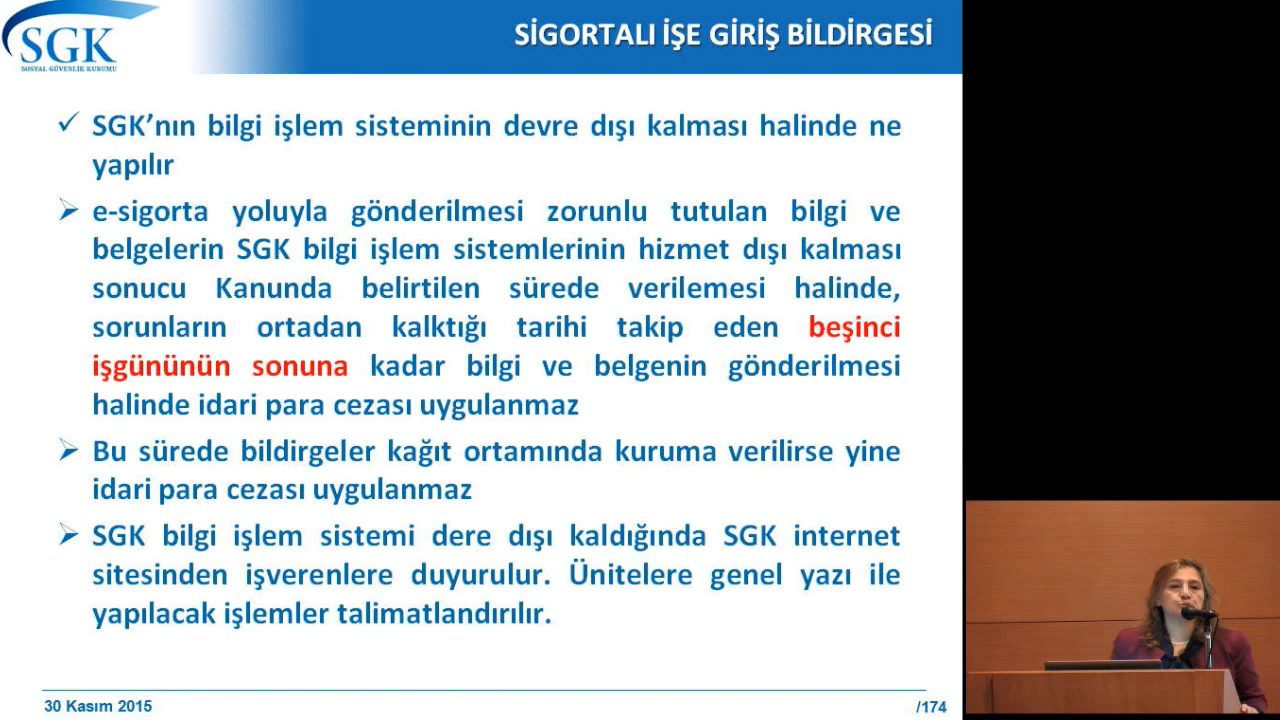 SGK
SOSYAL GÜVENLİK KURUMU
SİGORTALI İŞE GİRİŞ BİLDİRGESİ
✓ SGK’nın bilgi işlem sisteminin devre dışı kalması halinde ne
yapılır
➢ e-sigorta yoluyla gönderilmesi zorunlu tutulan bilgi ve
belgelerin SGK bilgi işlem sistemlerinin hizmet dışı kalması
sonucu Kanunda belirtilen sürede verilemesi halinde,
sorunların ortadan kalktığı tarihi takip eden beşinci
işgününün sonuna kadar bilgi ve belgenin gönderilmesi
halinde idari para cezası uygulanmaz
➢ Bu sürede bildirgeler kağıt ortamında kuruma verilirse yine
idari para cezası uygulanmaz
➢ SGK bilgi işlem sistemi dere dışı kaldığında SGK internet
sitesinden işverenlere duyurulur. Ünitelere genel yazı ile
yapılacak işlemler talimatlandırılır.
30 Kasım 2015
/174